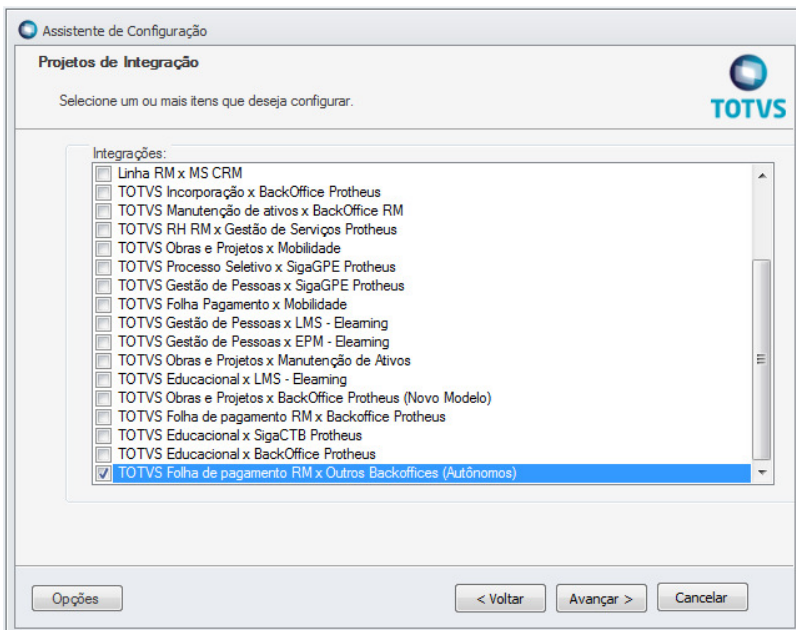 Assistente de Configuração
Projetos de Integração
Selecione um ou mais itens que deseja configurar.
TOTVS
Integrações:
Linha RM x MS CRM
TOTVS Incorporação x BackOffice Protheus
TOTVS Manutenção de ativos x BackOffice RM
TOTVS RH RM x Gestão de Serviços Protheus
TOTVS Obras e Projetos x Mobilidade
TOTVS Processo Seletivo x SigaGPE Protheus
TOTVS Gestão de Pessoas x SigaGPE Protheus
TOTVS Folha Pagamento x Mobilidade
TOTVS Gestão de Pessoas x LMS - Elearning
TOTVS Gestão de Pessoas x EPM - Elearning
TOTVS Obras e Projetos x Manutenção de Ativos
TOTVS Educacional x LMS - Elearning
TOTVS Obras e Projetos x BackOffice Protheus (Novo Modelo)
TOTVS Folha de pagamento RM x Backoffice Protheus
TOTVS Educacional x SigaCTB Protheus
TOTVS Educacional x BackOffice Protheus
TOTVS Folha de pagamento RM x Outros Backoffices (Autônomos)
Opções
< Voltar
Avançar >
Cancelar